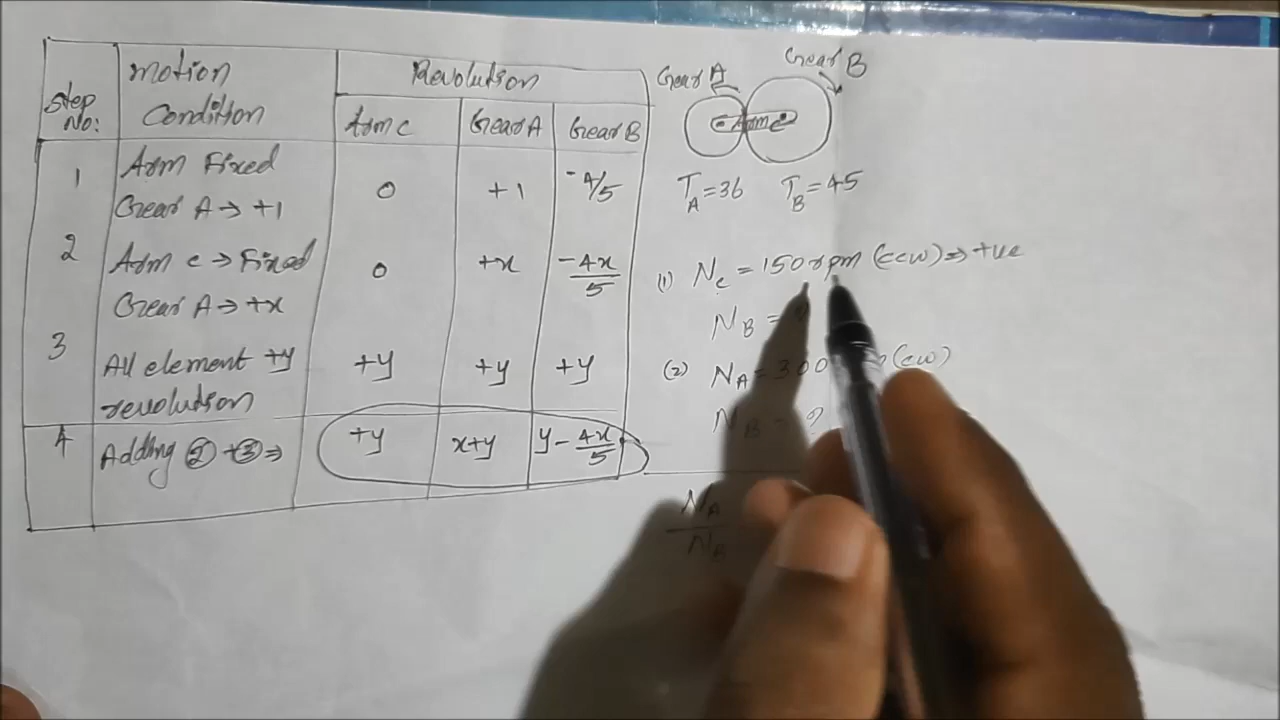 Step No:
motion Condition
Revolution
Arm c
Gear A
Gear B
1
Arm Fixed
Gear A → +1
0
+1
-4/5
2
Arm c → Fixed
Gear A → +x
0
+x
-4x/5
3
All element +y
revolution
+y
+y
+y
4
Adding ② + ③ ⇒
+y
x+y
y - 4x/5
Gear A
Gear B
Arm c
T_A = 36 T_B = 45
(1) N_c = 150 rpm (ccw) ⇒ +ve
N_B =
(2) N_A = 300 (cw)
N_B = ?
N_A/N_B